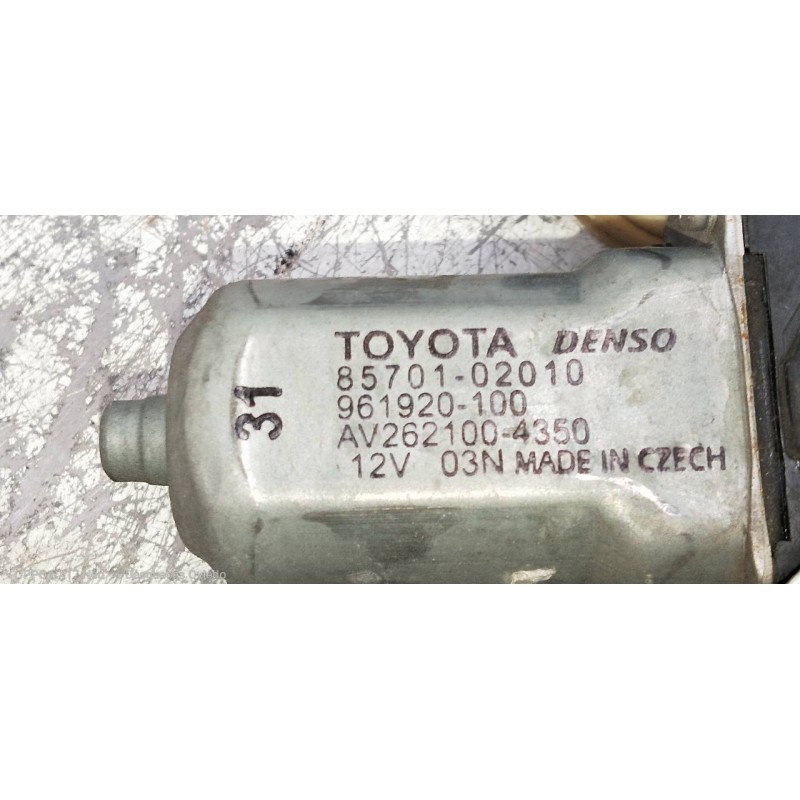 TOYOTA DENSO
85701-02010
961920-100
AV262100-4350
12V 03N MADE IN CZECH
31